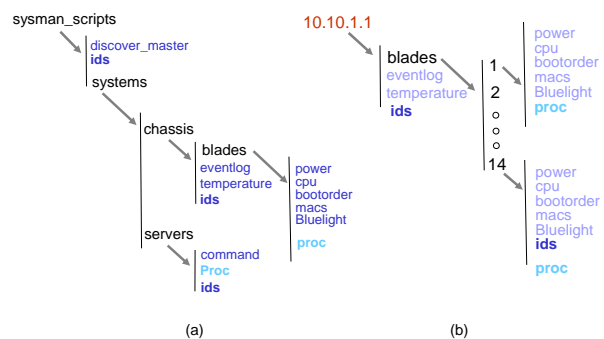 sysman_scripts
discover_master
ids
systems
chassis
blades
eventlog
temperature
ids
power
cpu
bootorder
macs
Bluelight
proc
servers
command
Proc
ids
(a)
10.10.1.1
blades
eventlog
temperature
ids
1
2
14
power
cpu
bootorder
macs
Bluelight
proc
power
cpu
bootorder
macs
Bluelight
ids
proc
(b)